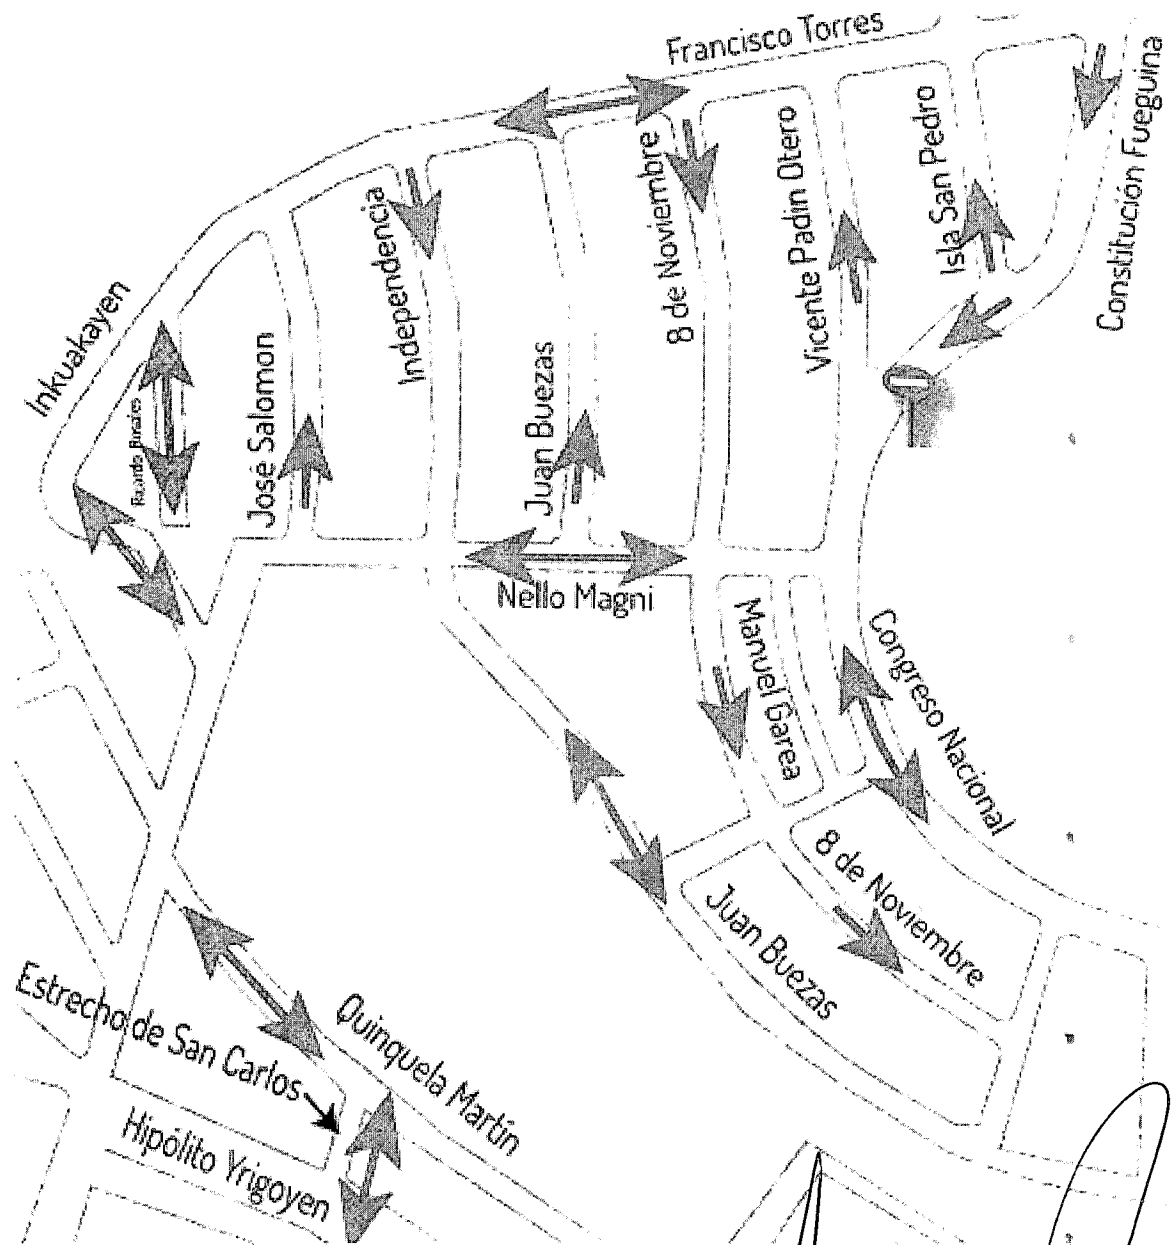 Francisco Torres
Constitución Fueguina
Isla San Pedro
Vicente Padin Otero
8 de Noviembre
Independencia
Inkuakayen
José Salomon
Juan Buezas
Nello Magni
Manuel Garea
Congreso Nacional
8 de Noviembre
Juan Buezas
Estrecho de San Carlos
Quinquela Martín
Hipólito Yrigoyen